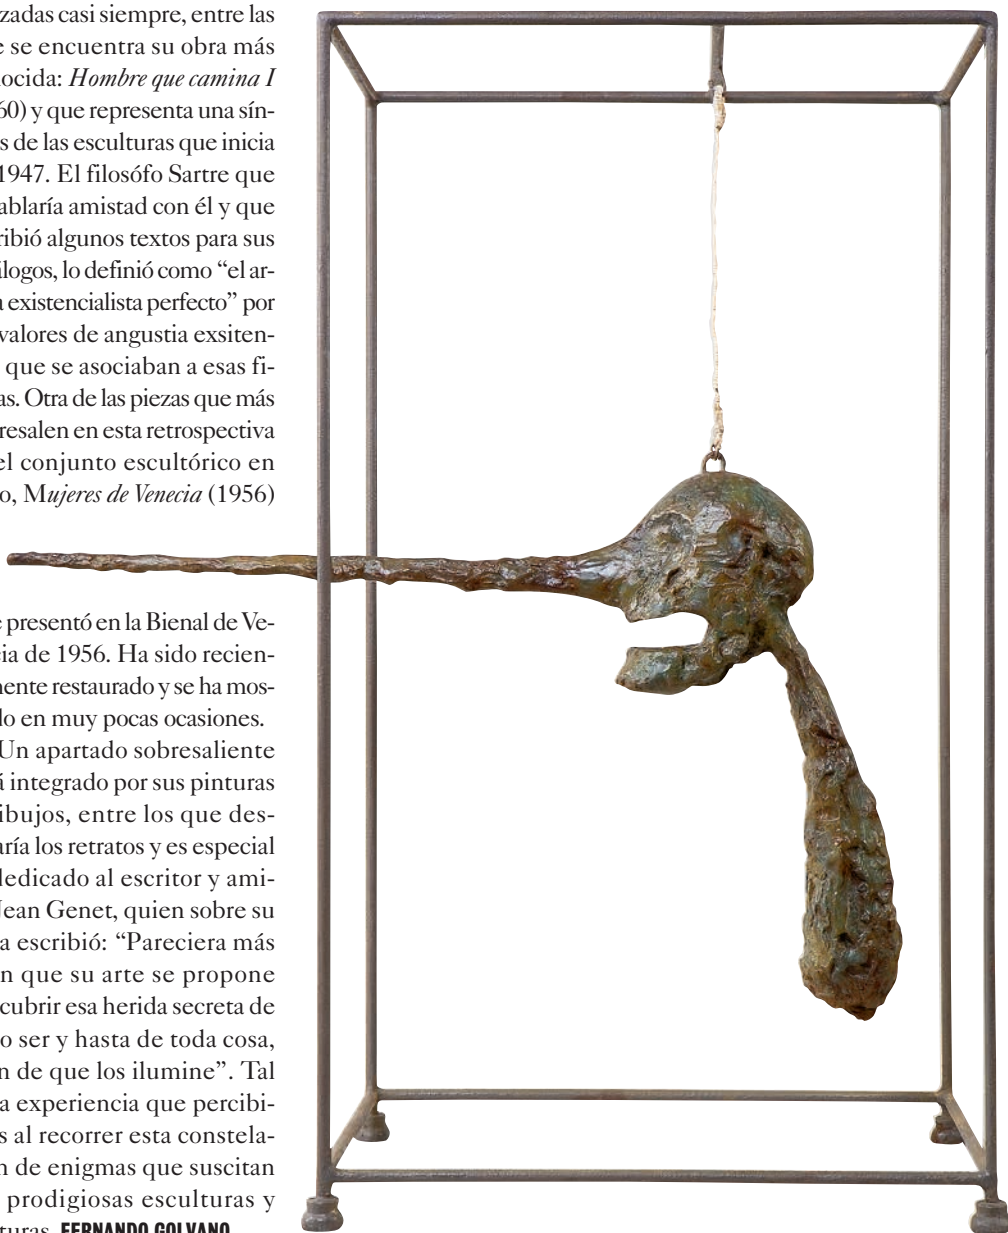 zadas casi siempre, entre las
e se encuentra su obra más
ocida: Hombre que camina I
60) y que representa una sín-
s de las esculturas que inicia
1947. El filosófo Sartre que
ablaría amistad con él y que
ribió algunos textos para sus
álogos, lo definió como “el ar-
a existencialista perfecto” por
valores de angustia exsiten-
que se asociaban a esas fi-
as. Otra de las piezas que más
resalen en esta retrospectiva
el conjunto escultórico en
o, Mujeres de Venecia (1956)
e presentó en la Bienal de Ve-
cia de 1956. Ha sido recien-
mente restaurado y se ha mos-
do en muy pocas ocasiones.
Un apartado sobresaliente
á integrado por sus pinturas
ibujos, entre los que des-
aría los retratos y es especial
dedicado al escritor y ami-
Jean Genet, quien sobre su
a escribió: “Pareciera más
n que su arte se propone
cubrir esa herida secreta de
o ser y hasta de toda cosa,
n de que los ilumine”. Tal
a experiencia que percibi-
s al recorrer esta constela-
n de enigmas que suscitan
prodigiosas esculturas y
turas. FERNANDO GOLVANO